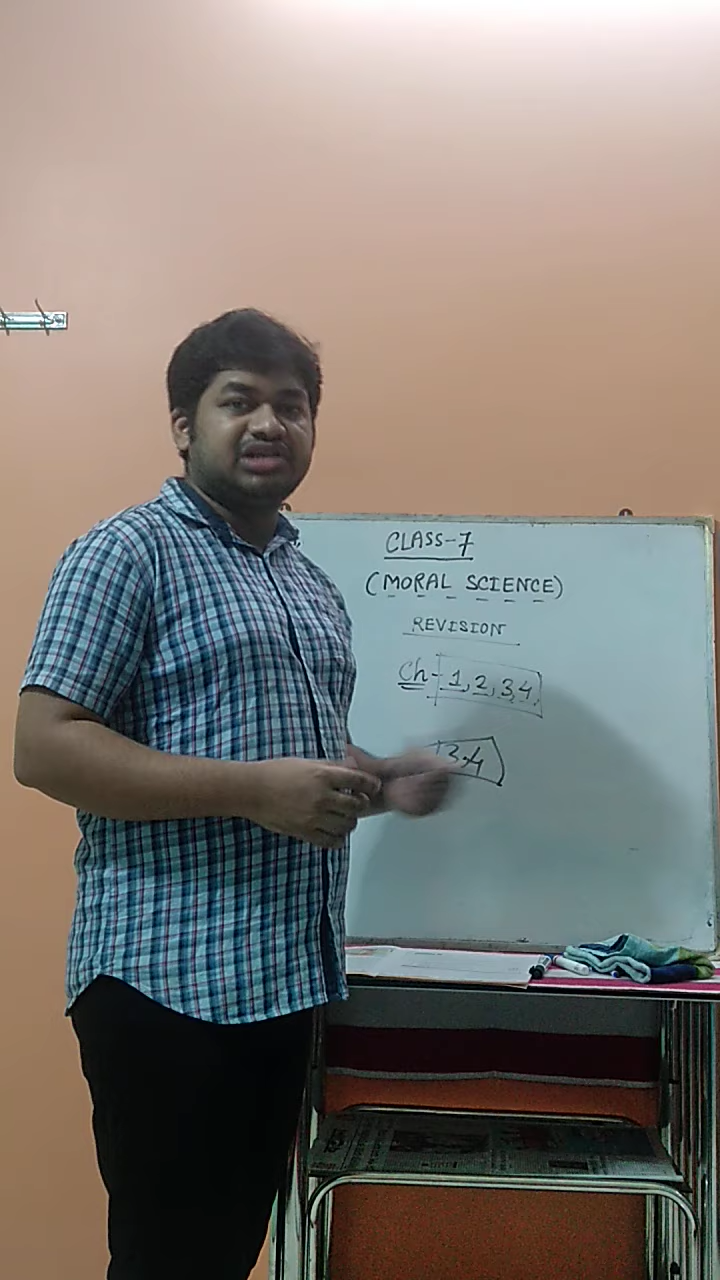 CLASS-7
(MORAL SCIENCE)
REVISION
Ch-1,2,3,4
3,4